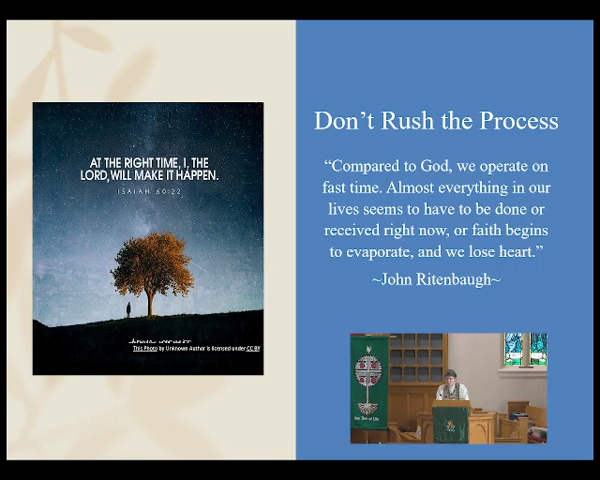 AT THE RIGHT TIME, I, THE
LORD, WILL MAKE IT HAPPEN.
ISAIAH 60:22
This Photo by Unknown Author is licensed under CC BY
Don’t Rush the Process
“Compared to God, we operate on
fast time. Almost everything in our
lives seems to have to be done or
received right now, or faith begins
to evaporate, and we lose heart.”
~John Ritenbaugh~